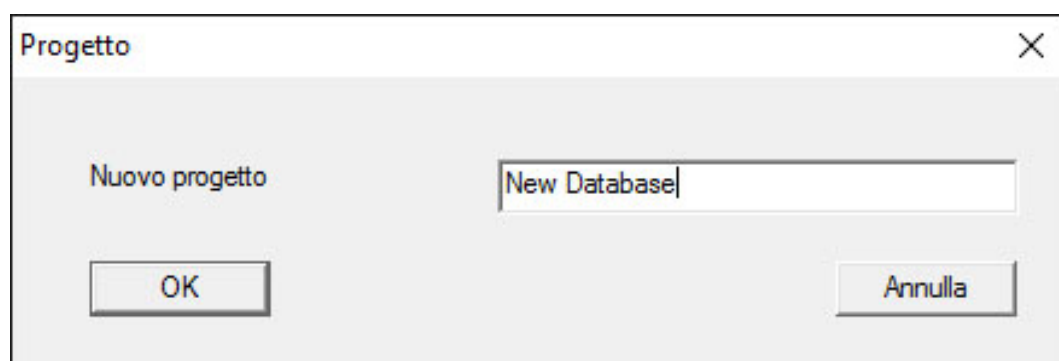 Progetto
Nuovo progetto
New Database
OK
Annulla